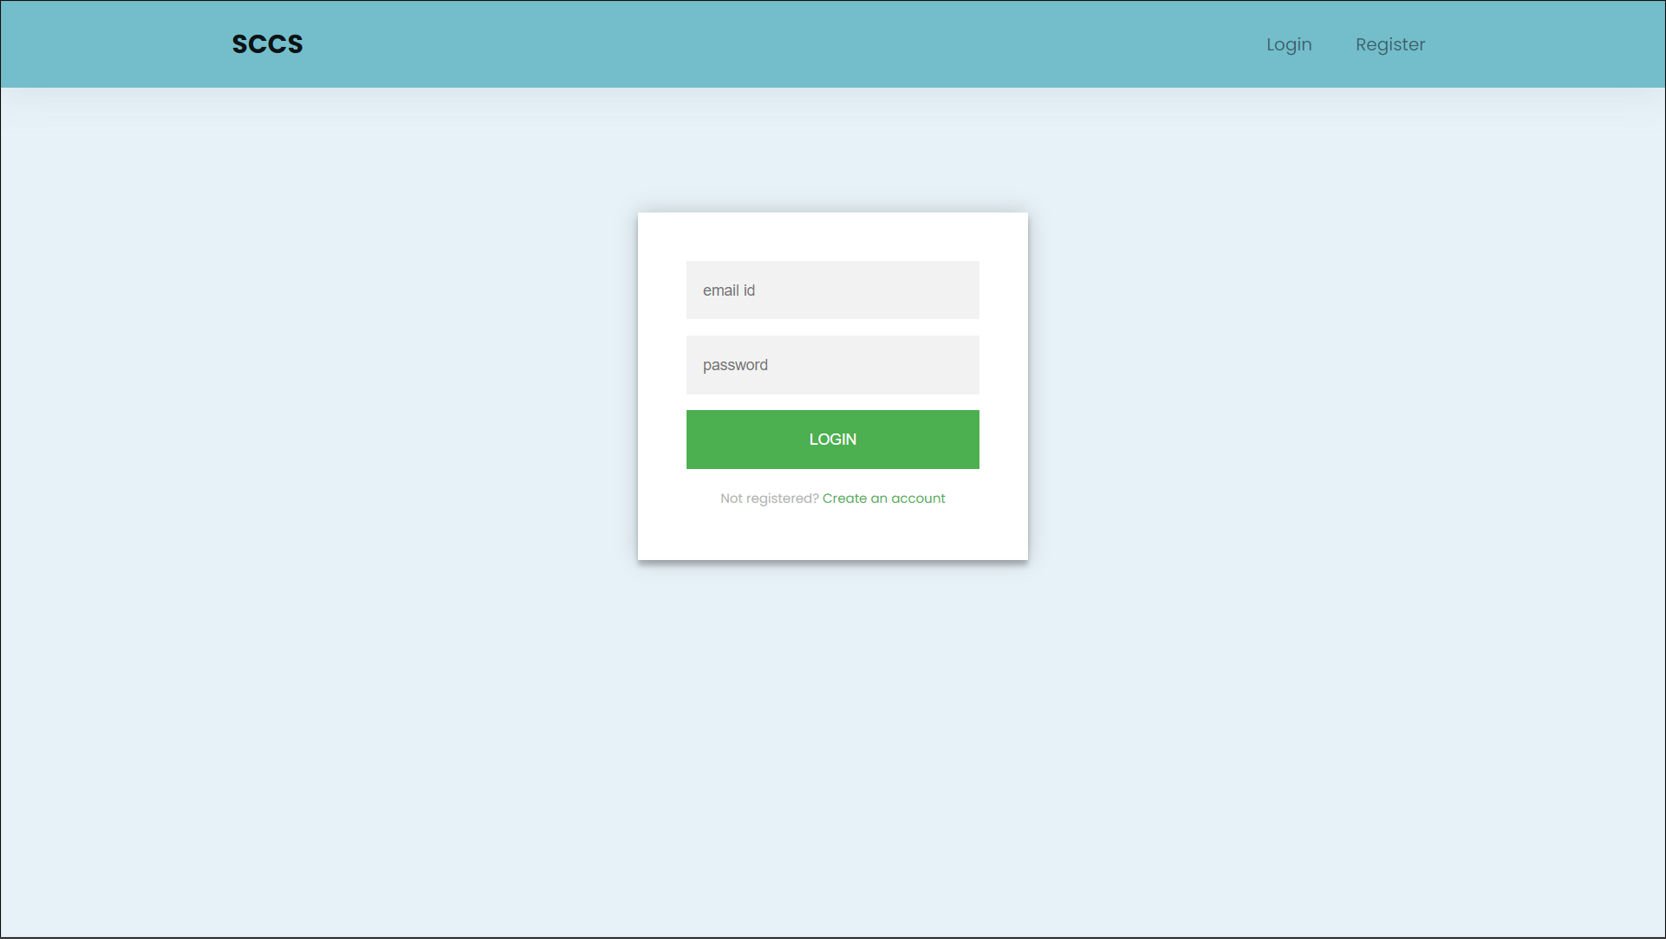 SCCS
Login Register
email id
password
LOGIN
Not registered? Create an account